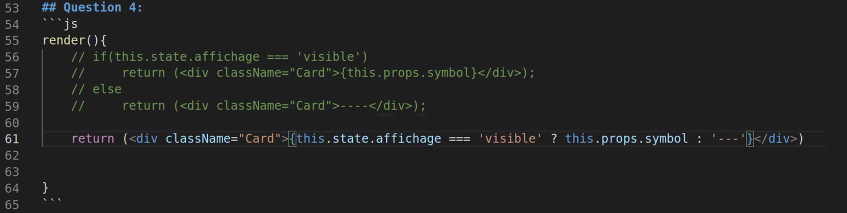 53 ## Question 4:
54 ```js
55 render(){
56 // if(this.state.affichage === 'visible')
57 //     return (<div className="Card">{this.props.symbol}</div>);
58 // else
59 //     return (<div className="Card">----</div>);
60
61 return (<div className="Card">{this.state.affichage === 'visible' ? this.props.symbol : '---'}</div>)
62
63
64 }
65 ```